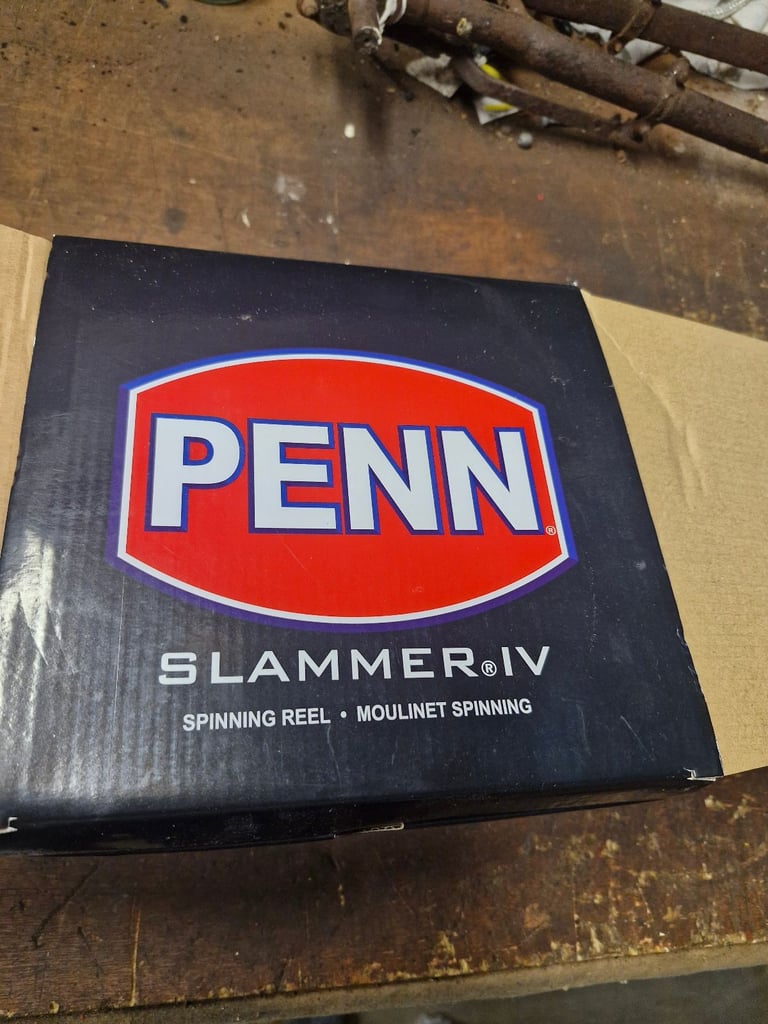 PENN®
SLAMMER® IV
SPINNING REEL • MOULINET SPINNING